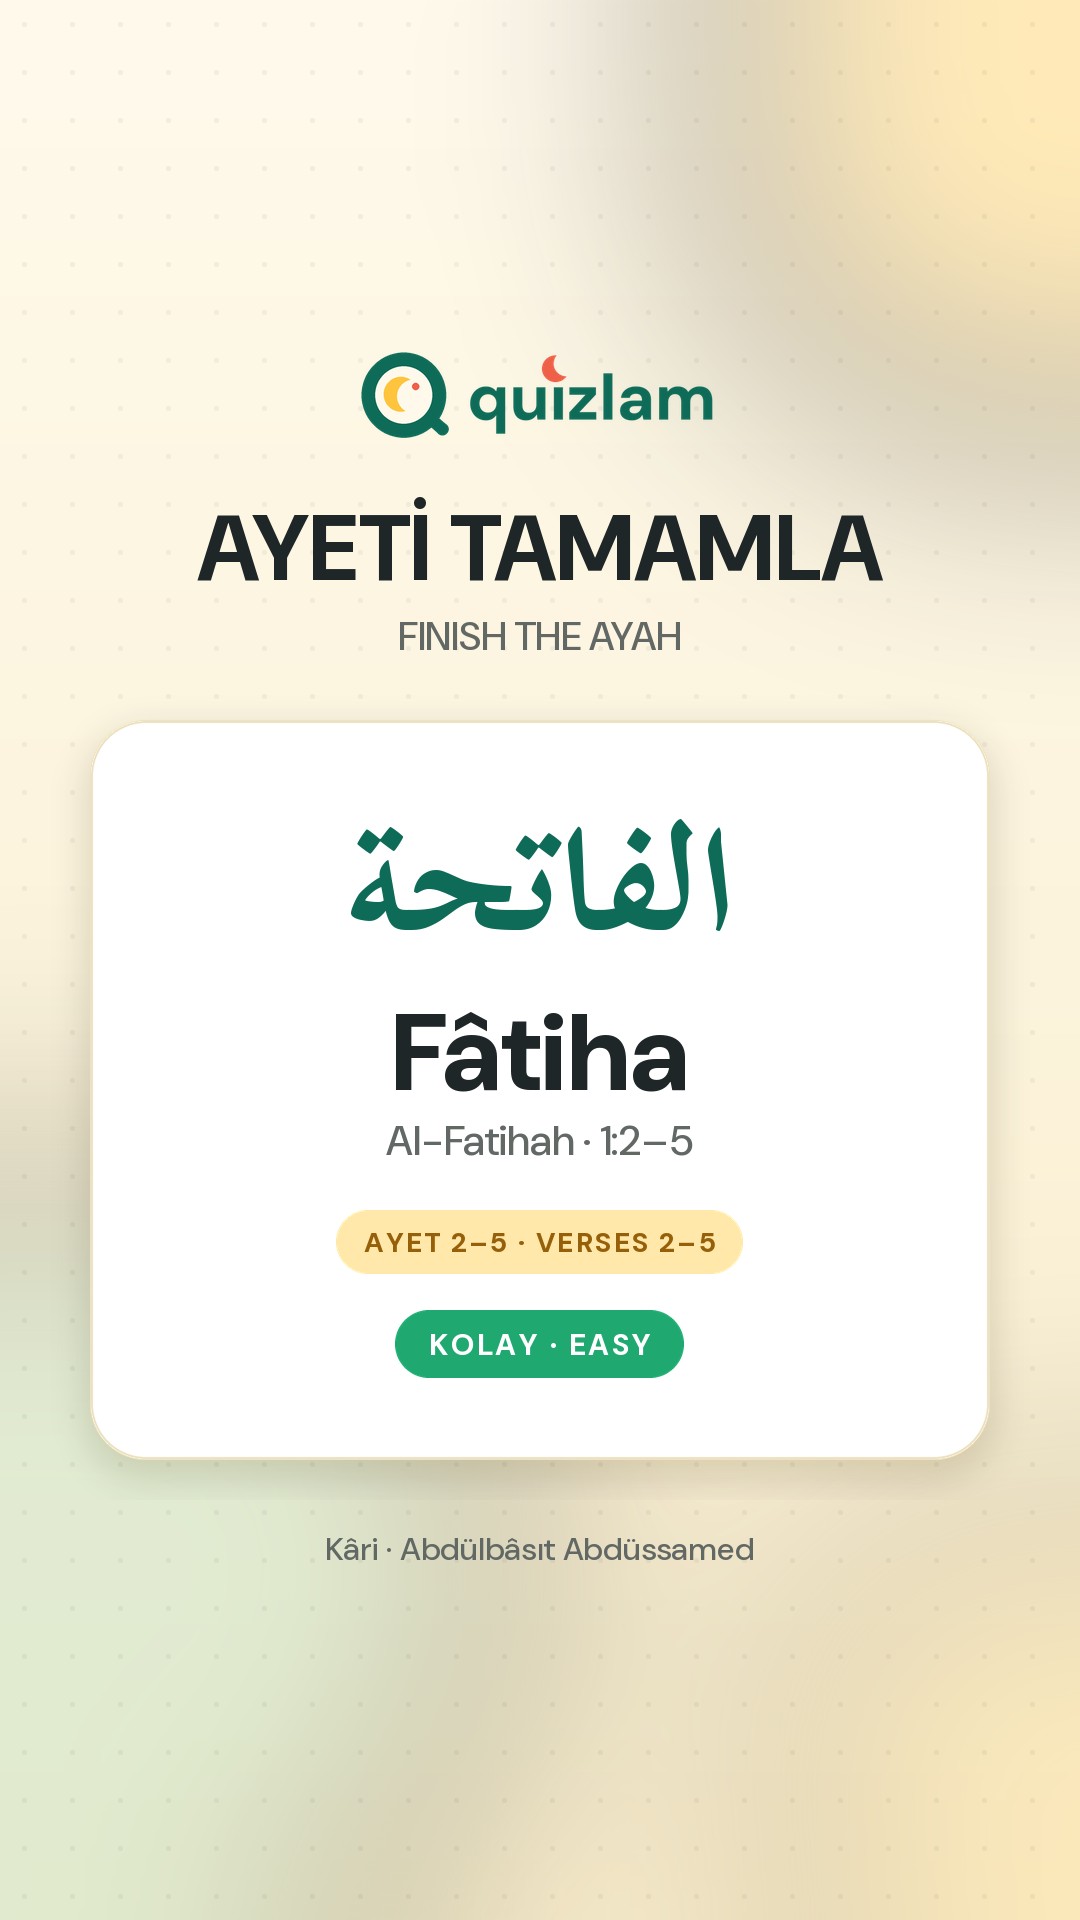 quizlam
AYETİ TAMAMLA
FINISH THE AYAH
الفاتحة
Fâtiha
Al-Fatihah · 1:2–5
AYET 2–5 · VERSES 2–5
KOLAY · EASY
Kâri · Abdülbâsıt Abdüssamed